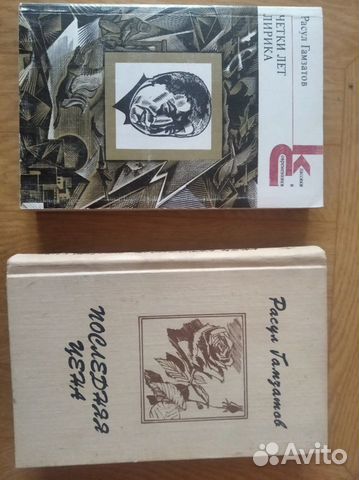 Расул Гамзатов
ЧЕТКИ ЛЕТ
ЛИРИКА
Классики и
современники
Расул Гамзатов
ПОСЛЕДНЯЯ
ЦЕНА
Avito